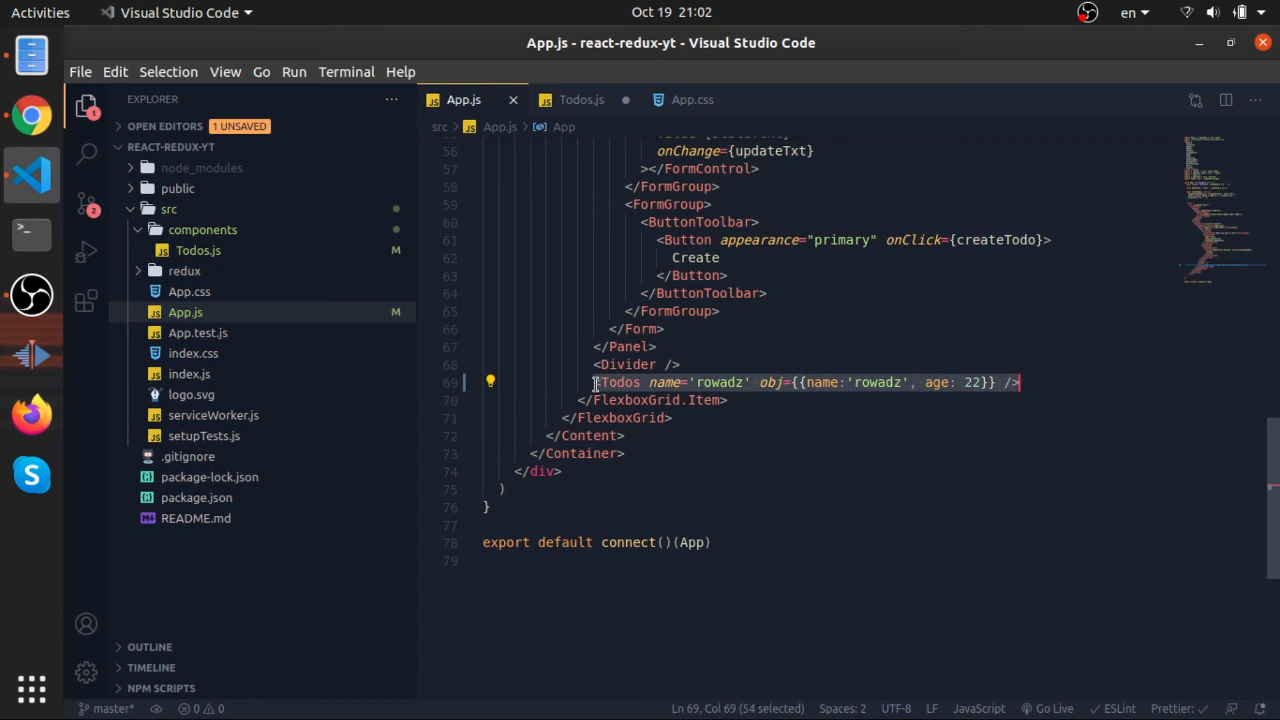 Activities
Visual Studio Code
Oct 19 21:02
en
App.js - react-redux-yt - Visual Studio Code
File Edit Selection View Go Run Terminal Help
EXPLORER
OPEN EDITORS 1 UNSAVED
REACT-REDUX-YT
node_modules
public
src
components
Todos.js M
redux
App.css
App.js M
App.test.js
index.css
index.js
logo.svg
serviceWorker.js
setupTests.js
.gitignore
package-lock.json
package.json
README.md
OUTLINE
TIMELINE
NPM SCRIPTS
1
2
App.js
Todos.js
App.css
src > App.js > App
56 onChange={updateTxt}
57 ></FormControl>
58 </FormGroup>
59 <FormGroup>
60 <ButtonToolbar>
61 <Button appearance="primary" onClick={createTodo}>
62 Create
63 </Button>
64 </ButtonToolbar>
65 </FormGroup>
66 </Form>
67 </Panel>
68 <Divider />
69 <Todos name='rowadz' obj={{name:'rowadz', age: 22}} />
70 </FlexboxGrid.Item>
71 </FlexboxGrid>
72 </Content>
73 </Container>
74 </div>
75 )
76 }
77
78 export default connect()(App)
79
master* 0 0 Ln 69, Col 69 (54 selected) Spaces: 2 UTF-8 LF JavaScript Go Live ESLint Prettier: